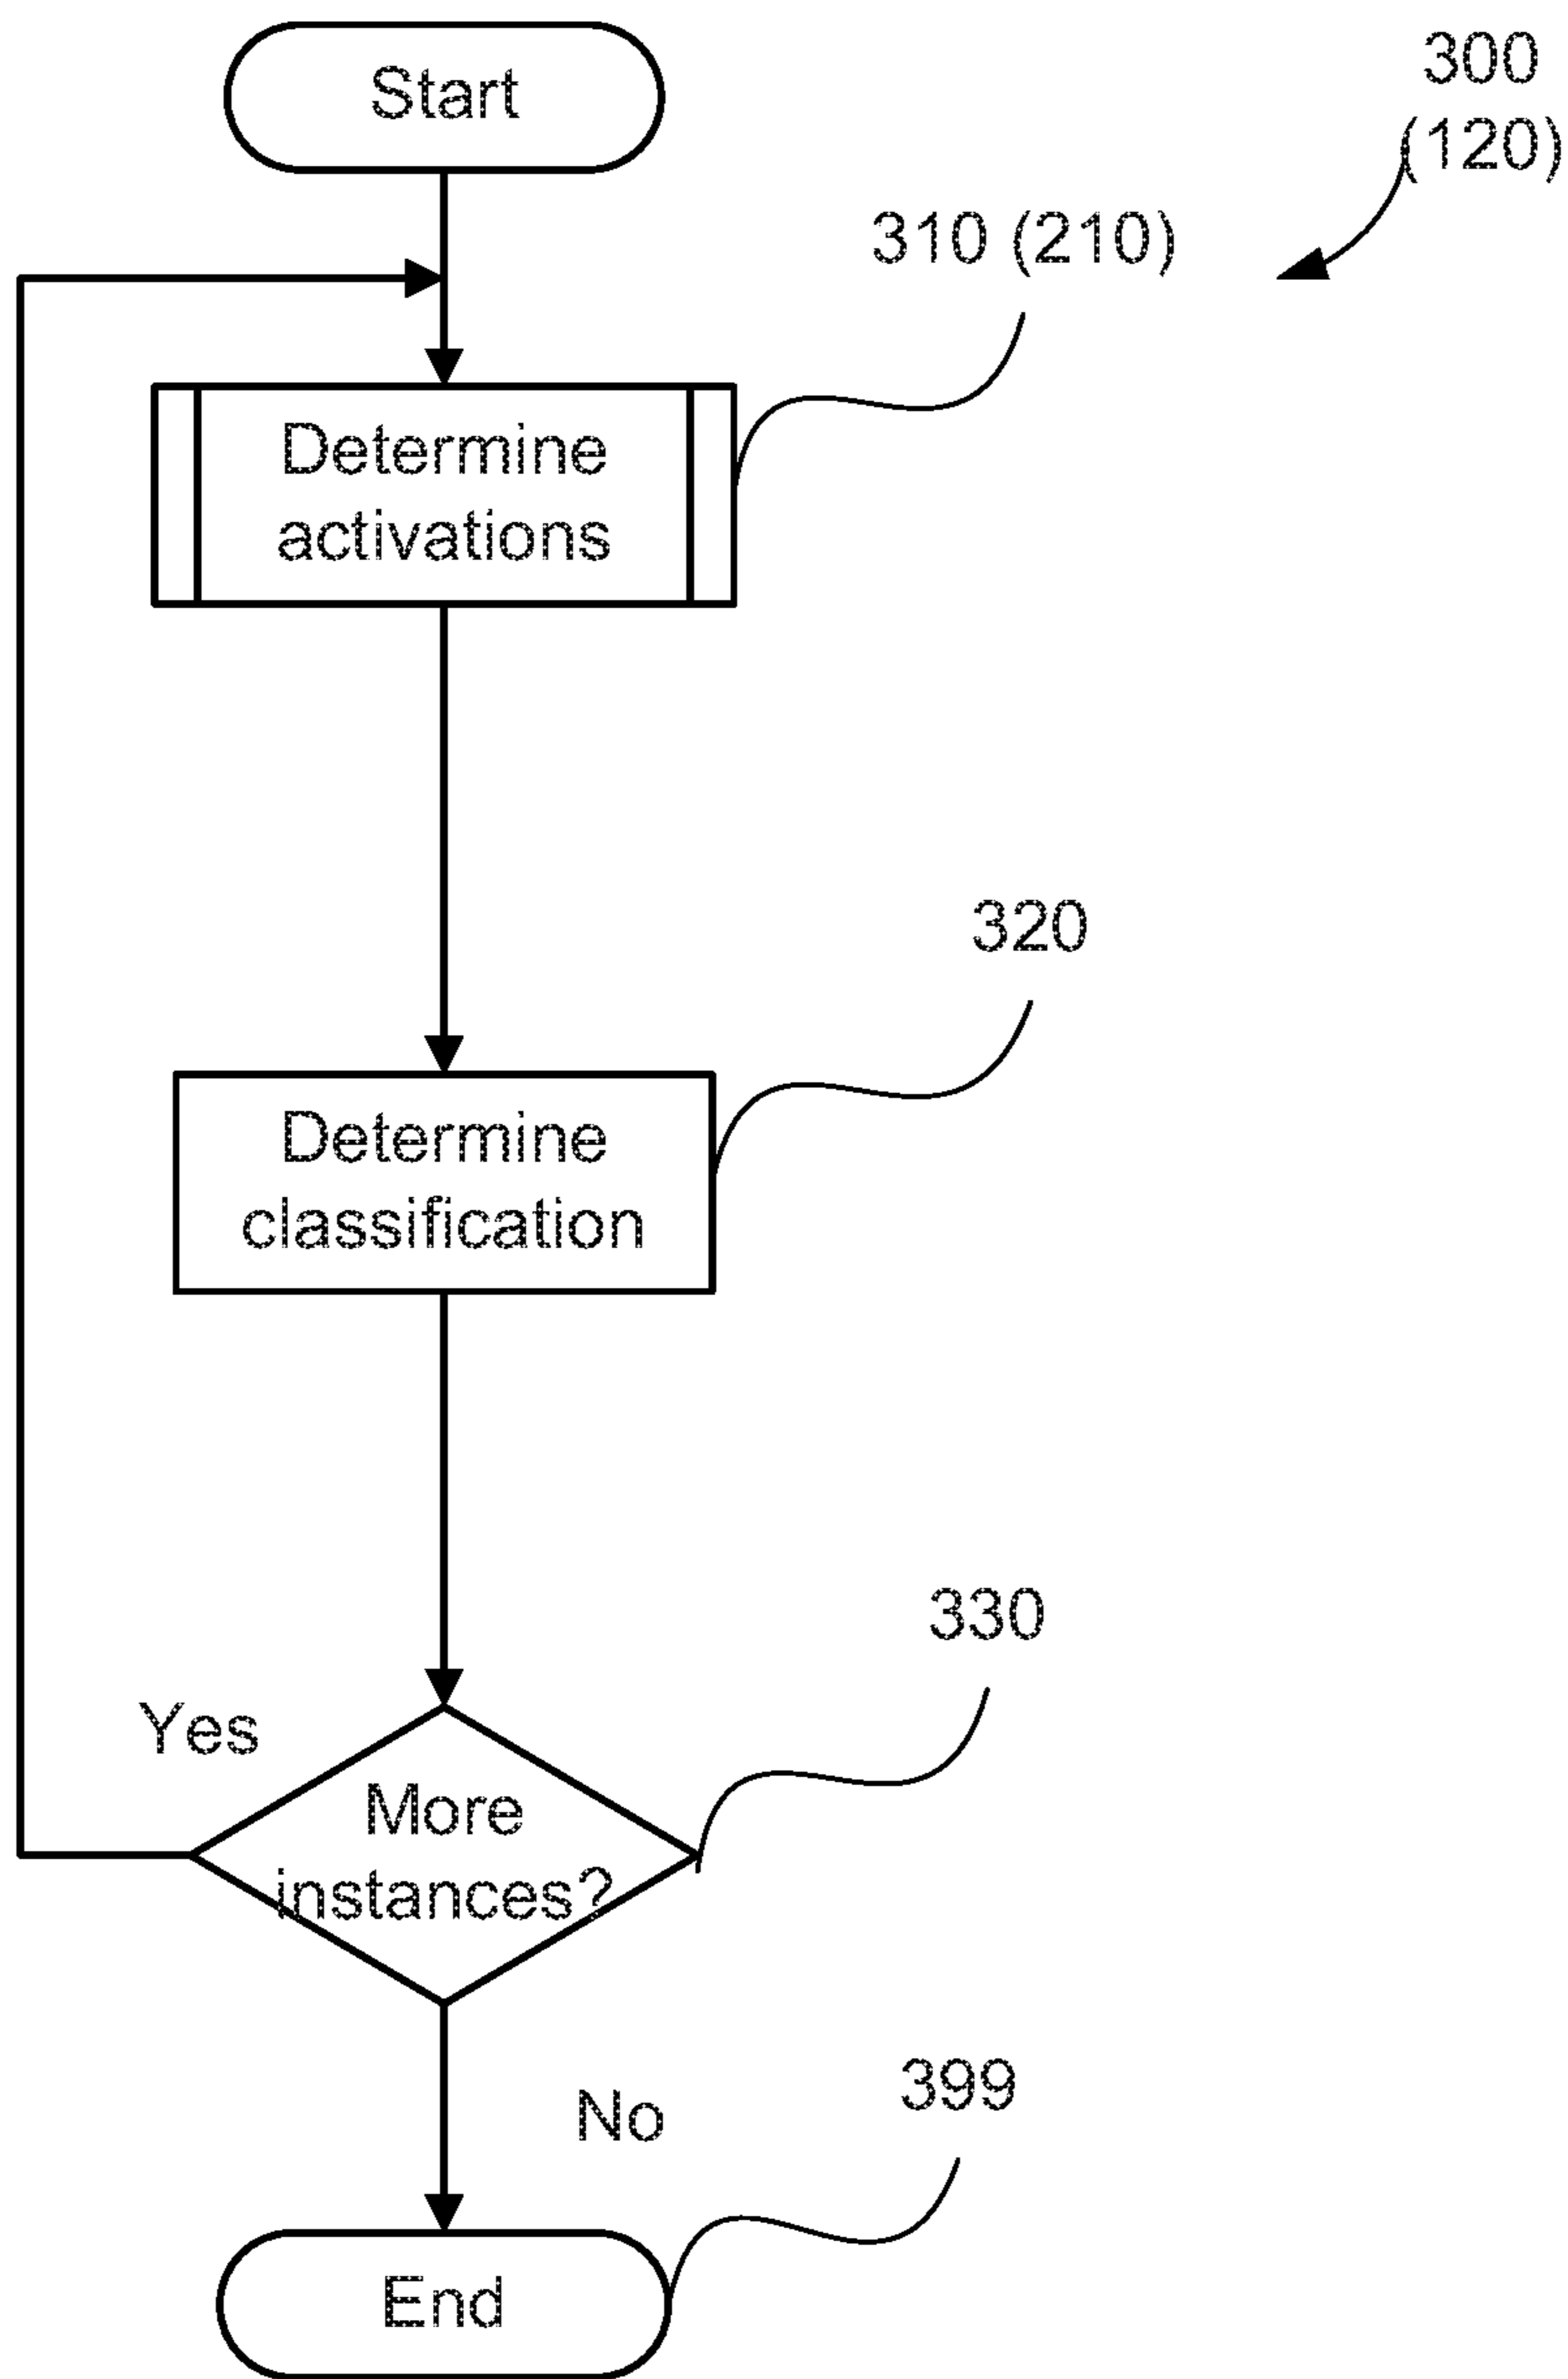 Start
300
(120)
310 (210)
Determine
activations
320
Determine
classification
330
Yes
More
instances?
399
No
End